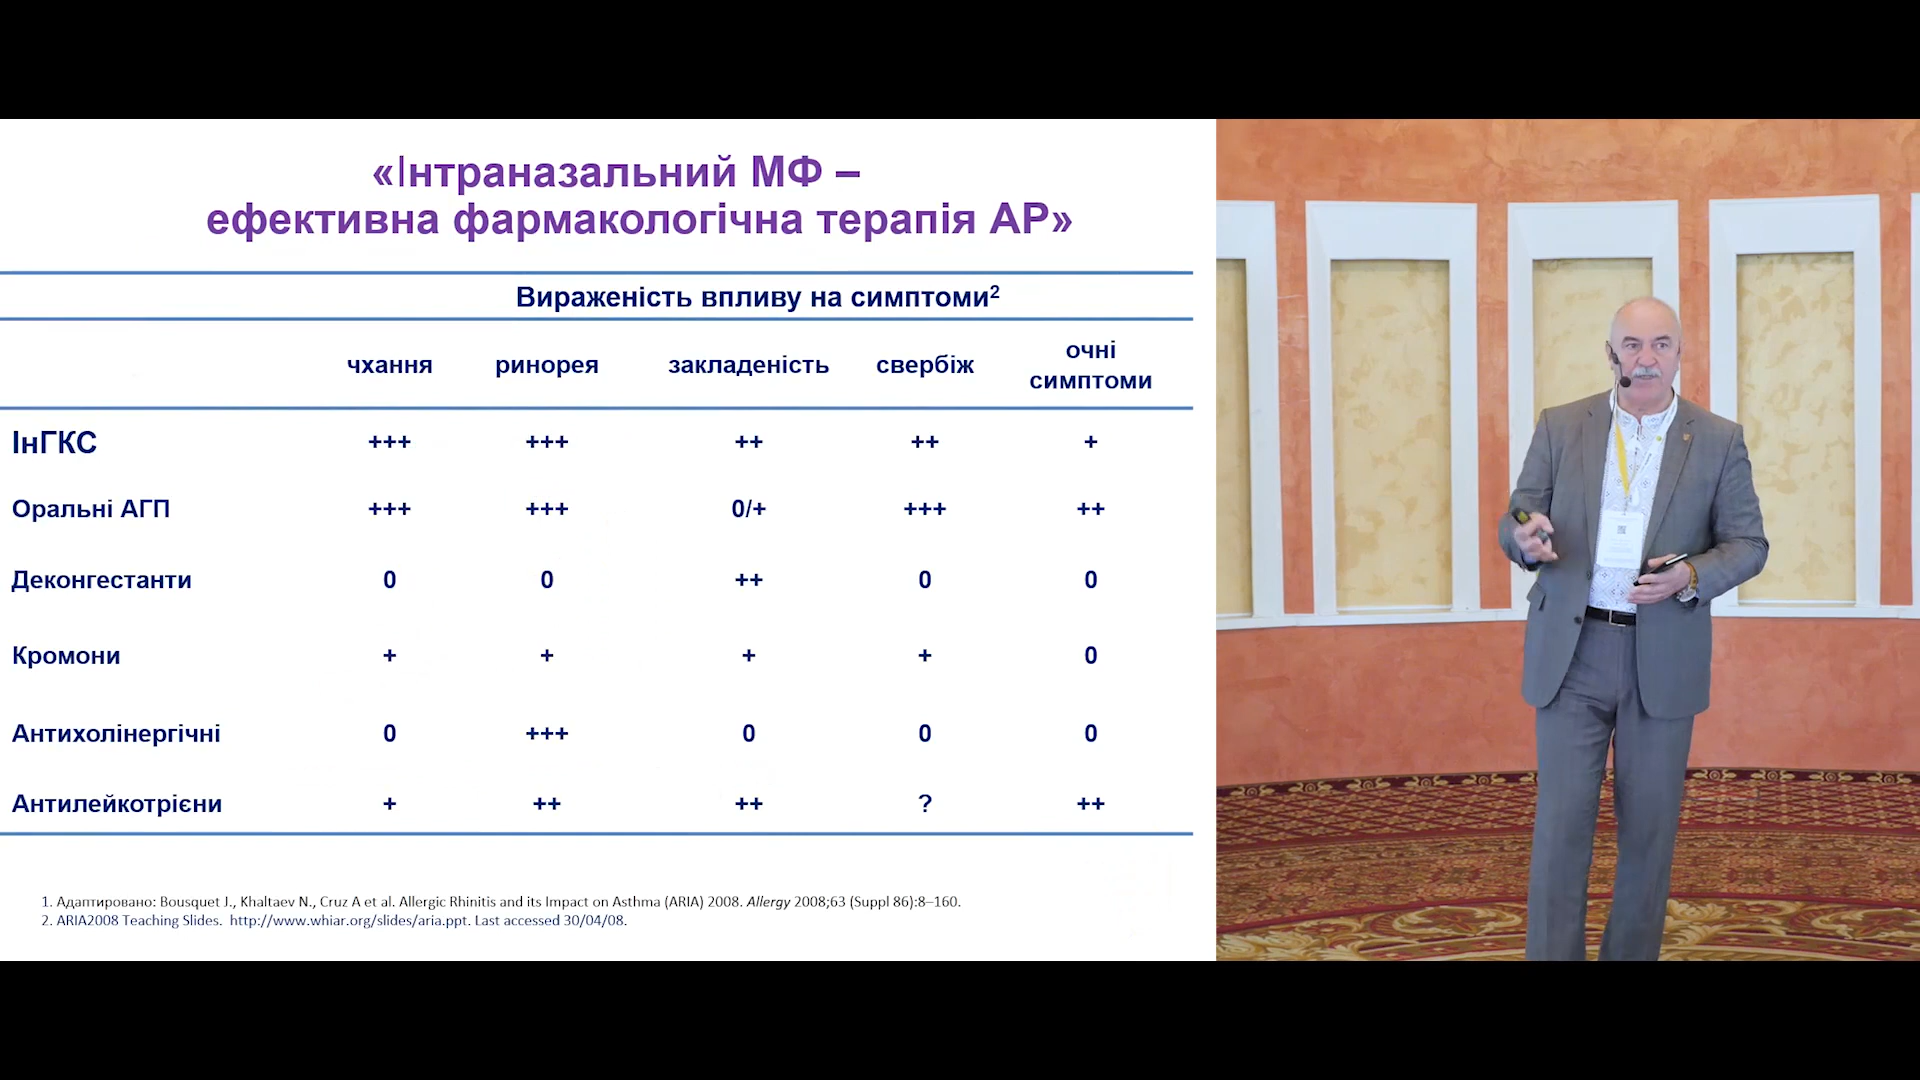 «Інтраназальний МФ –
ефективна фармакологічна терапія АР»
Вираженість впливу на симптоми²
чхання ринорея закладеність свербіж очні симптоми
ІнГКС +++ +++ ++ ++ +
Оральні АГП +++ +++ 0/+ +++ ++
Деконгестанти 0 0 ++ 0 0
Кромони + + + + 0
Антихолінергічні 0 +++ 0 0 0
Антилейкотрієни + ++ ++ ? ++
1. Адаптировано: Bousquet J., Khaltaev N., Cruz A et al. Allergic Rhinitis and its Impact on Asthma (ARIA) 2008. Allergy 2008;63 (Suppl 86):8–160.
2. ARIA2008 Teaching Slides. http://www.whiar.org/slides/aria.ppt. Last accessed 30/04/08.